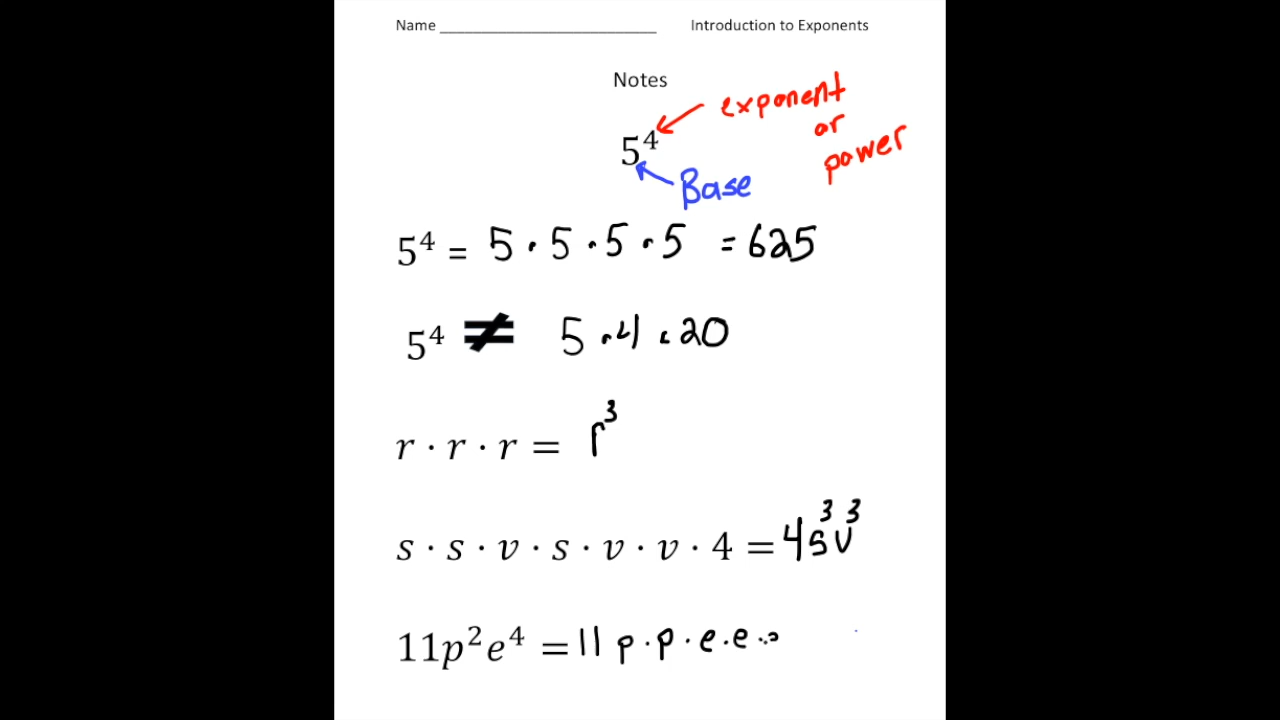 Name __________________________ Introduction to Exponents
Notes
exponent
or
power
5⁴
Base
5⁴ = 5 · 5 · 5 · 5 = 625
5⁴ ≠ 5 · 4 · 20
r · r · r = r³
s · s · v · s · v · v · 4 = 4s³v³
11p²e⁴ = 11 p · p · e · e ·